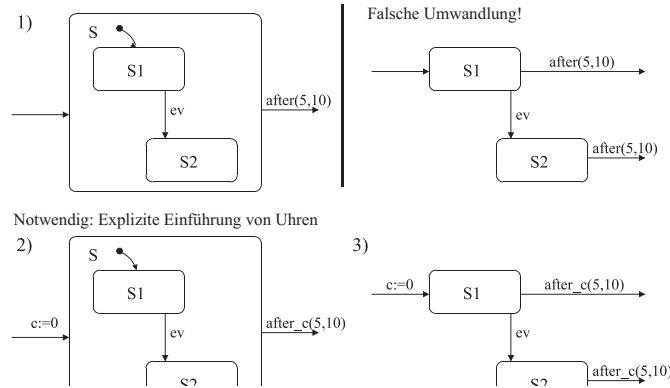 1)
S
S1
ev
S2
after(5,10)
Falsche Umwandlung!
S1
after(5,10)
ev
S2
after(5,10)
Notwendig: Explizite Einführung von Uhren
2)
S
S1
c:=0
ev
after_c(5,10)
S2
3)
c:=0
S1
after_c(5,10)
ev
S2
after_c(5,10)